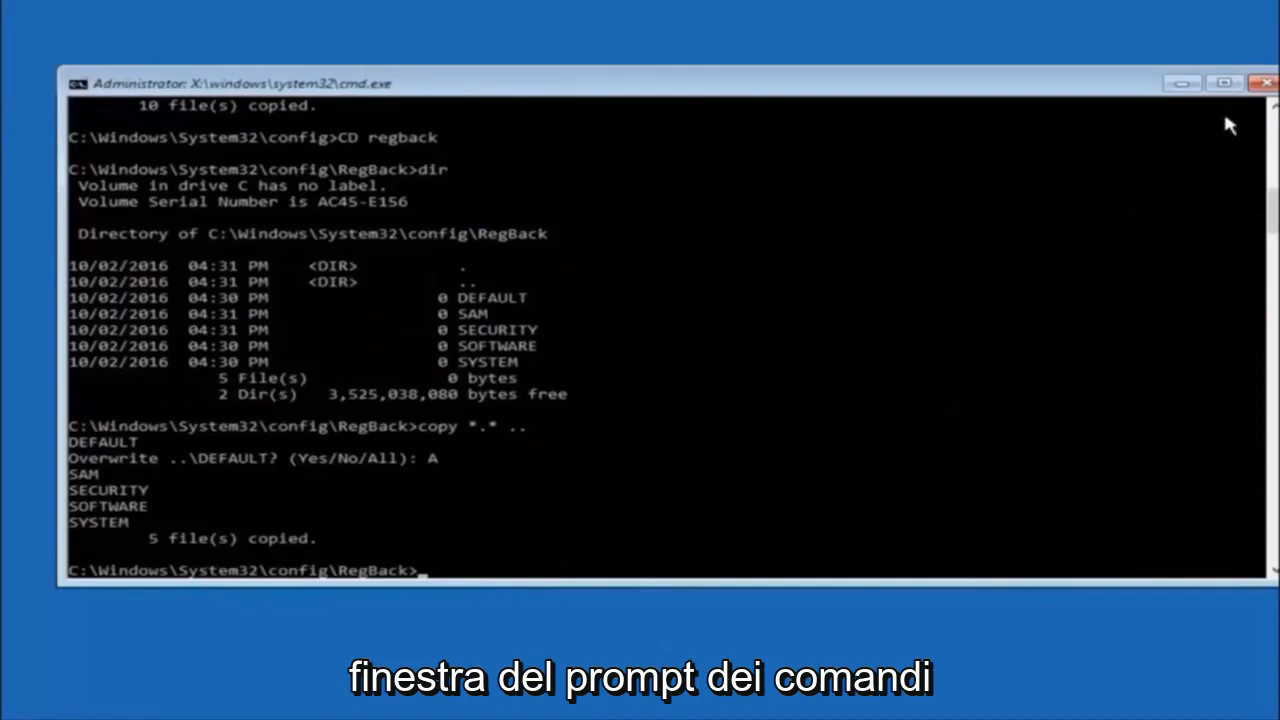 Administrator: X:\windows\system32\cmd.exe
10 file(s) copied.
C:\Windows\System32\config>CD regback
C:\Windows\System32\config\RegBack>dir
Volume in drive C has no label.
Volume Serial Number is AC45-E156
Directory of C:\Windows\System32\config\RegBack
10/02/2016 04:31 PM <DIR> .
10/02/2016 04:31 PM <DIR> ..
10/02/2016 04:30 PM 0 DEFAULT
10/02/2016 04:31 PM 0 SAM
10/02/2016 04:31 PM 0 SECURITY
10/02/2016 04:30 PM 0 SOFTWARE
10/02/2016 04:30 PM 0 SYSTEM
5 File(s) 0 bytes
2 Dir(s) 3,525,038,080 bytes free
C:\Windows\System32\config\RegBack>copy *.* ..
DEFAULT
Overwrite ..\DEFAULT? (Yes/No/All): A
SAM
SECURITY
SOFTWARE
SYSTEM
5 file(s) copied.
C:\Windows\System32\config\RegBack>_
finestra del prompt dei comandi